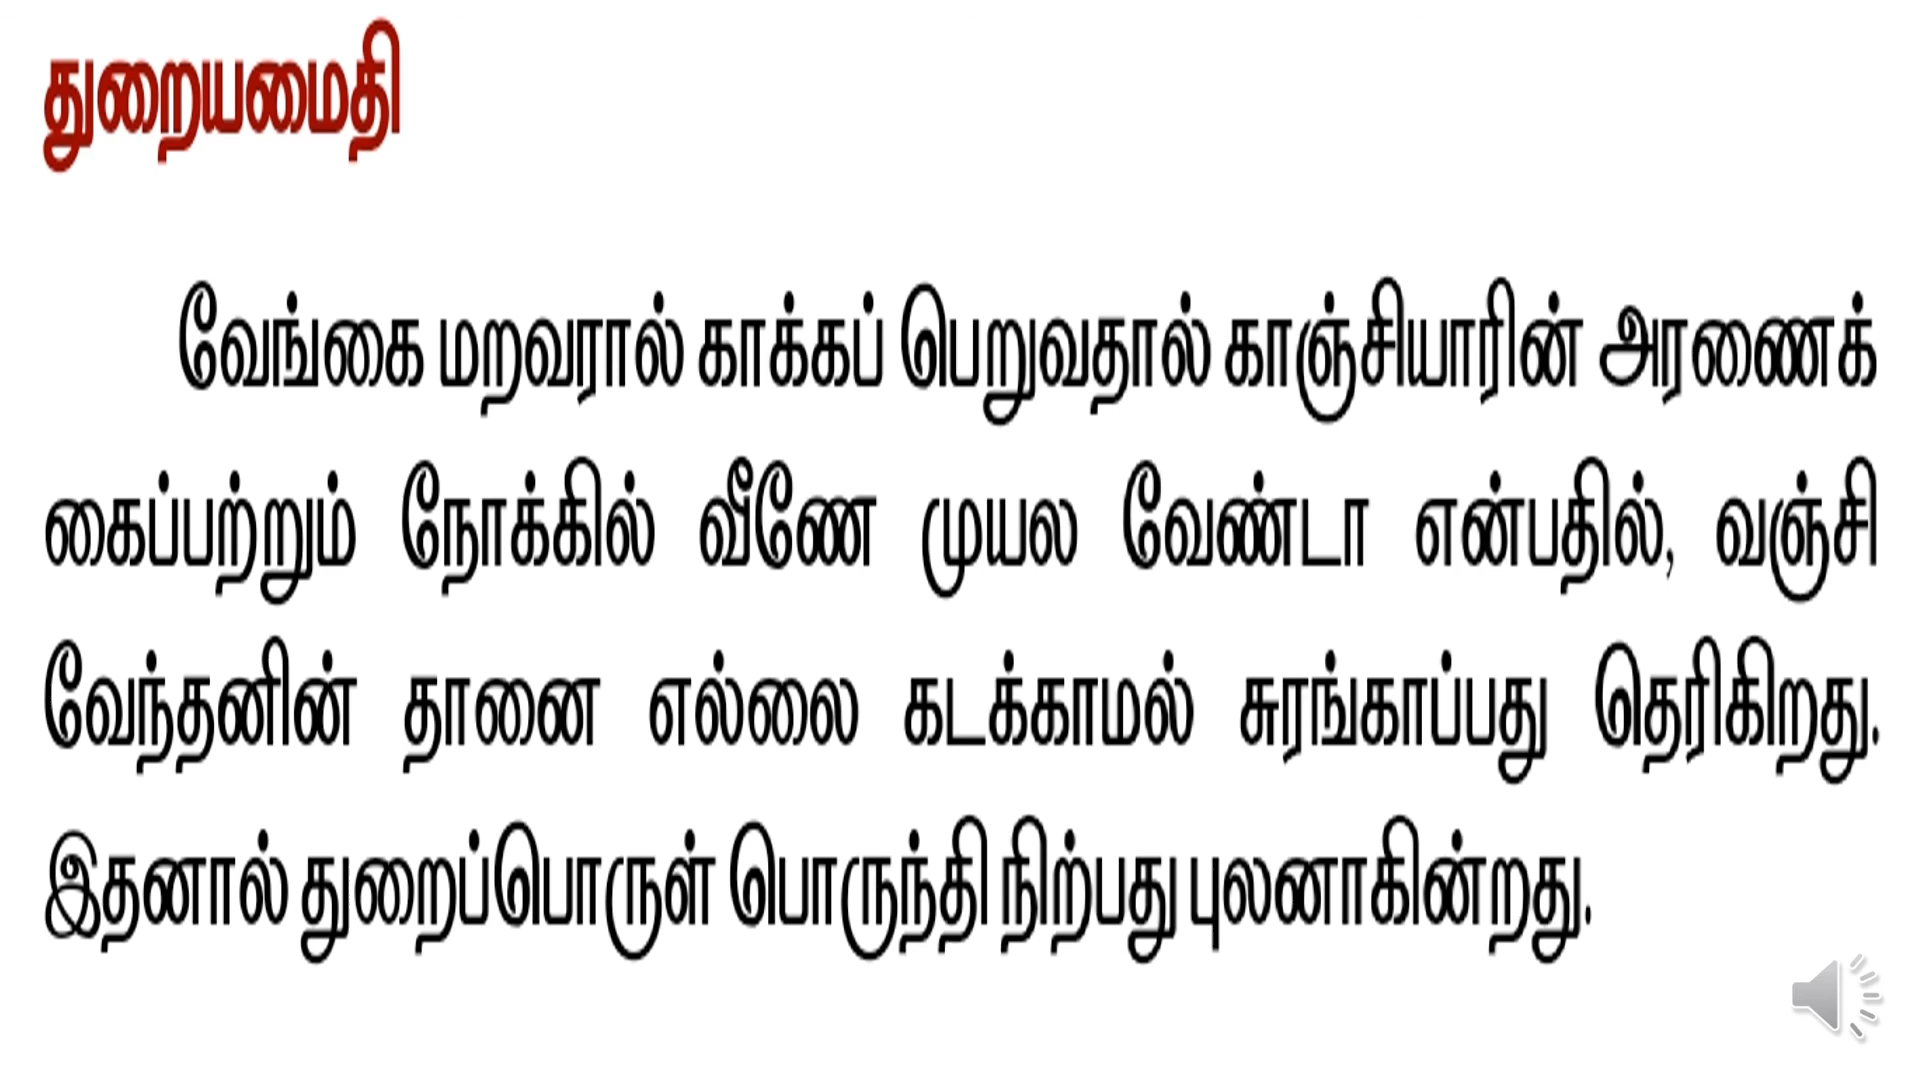 துறையமைதி
வேங்கை மறவரால் காக்கப் பெறுவதால் காஞ்சியாரின் அரணைக்
கைப்பற்றும் நோக்கில் வீணே முயல வேண்டா என்பதில், வஞ்சி
வேந்தனின் தானை எல்லை கடக்காமல் சுரங்காப்பது தெரிகிறது.
இதனால் துறைப்பொருள் பொருந்தி நிற்பது புலனாகின்றது.